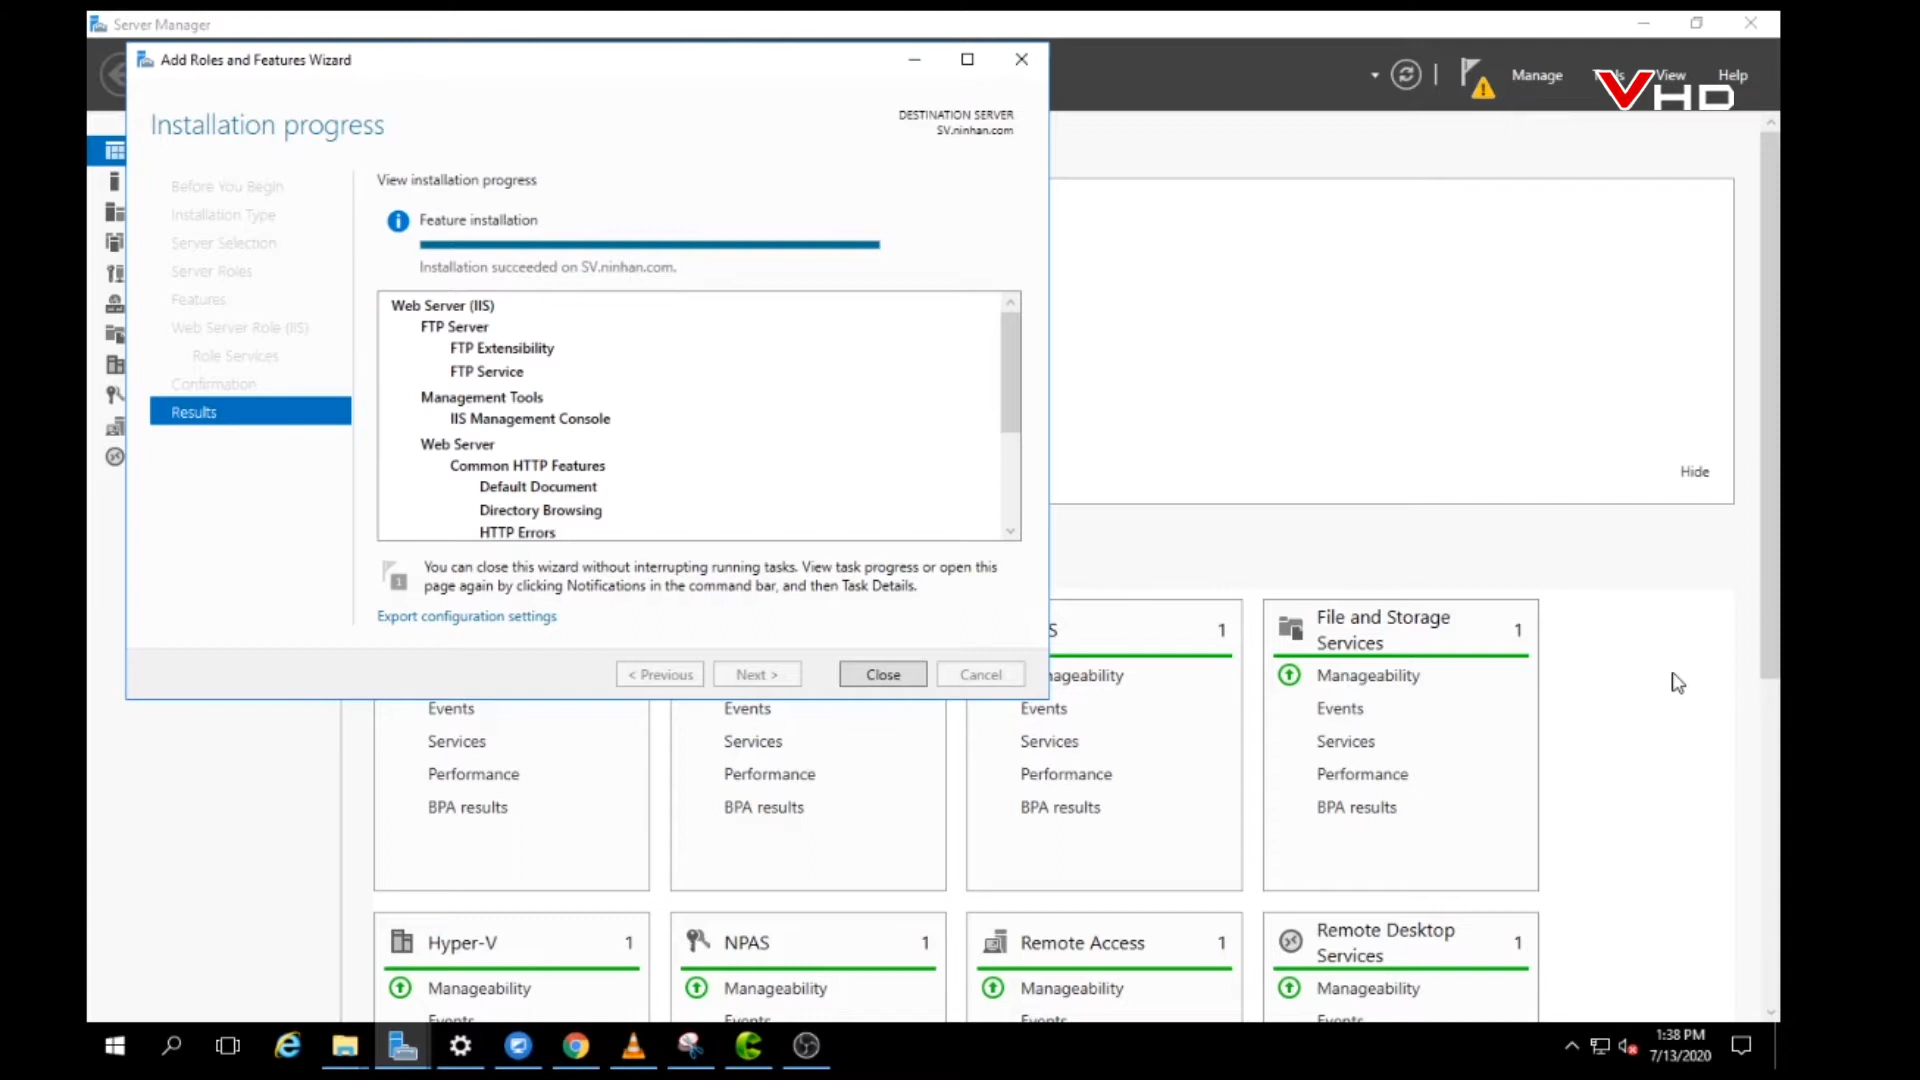 Server Manager
Add Roles and Features Wizard
Manage
View
Help
VHD
Installation progress
DESTINATION SERVER
SV.ninhan.com
Before You Begin
Installation Type
Server Selection
Server Roles
Features
Web Server Role (IIS)
Role Services
Confirmation
Results
View installation progress
Feature installation
Installation succeeded on SV.ninhan.com.
Web Server (IIS)
FTP Server
FTP Extensibility
FTP Service
Management Tools
IIS Management Console
Web Server
Common HTTP Features
Default Document
Directory Browsing
HTTP Errors
1
You can close this wizard without interrupting running tasks. View task progress or open this
page again by clicking Notifications in the command bar, and then Task Details.
Export configuration settings
< Previous
Next >
Close
Cancel
Hide
S 1
File and Storage
Services 1
Manageability
Events
Services
Performance
BPA results
Events
Services
Performance
BPA results
Events
Services
Performance
BPA results
Events
Services
Performance
BPA results
Hyper-V 1
Manageability
Events
NPAS 1
Manageability
Events
Remote Access 1
Manageability
Events
Remote Desktop
Services 1
Manageability
Events
1:38 PM
7/13/2020